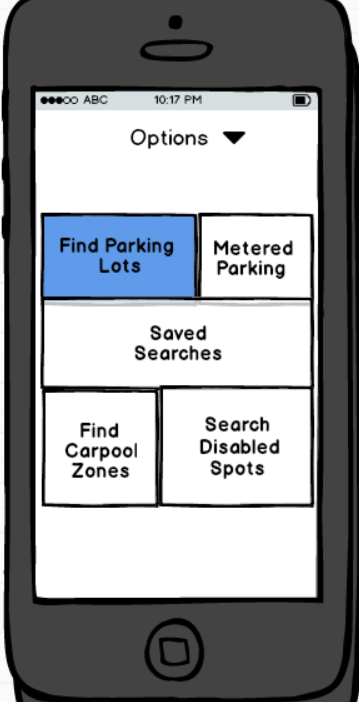 ABC 10:17 PM
Options
Find Parking
Lots
Metered
Parking
Saved
Searches
Find
Carpool
Zones
Search
Disabled
Spots